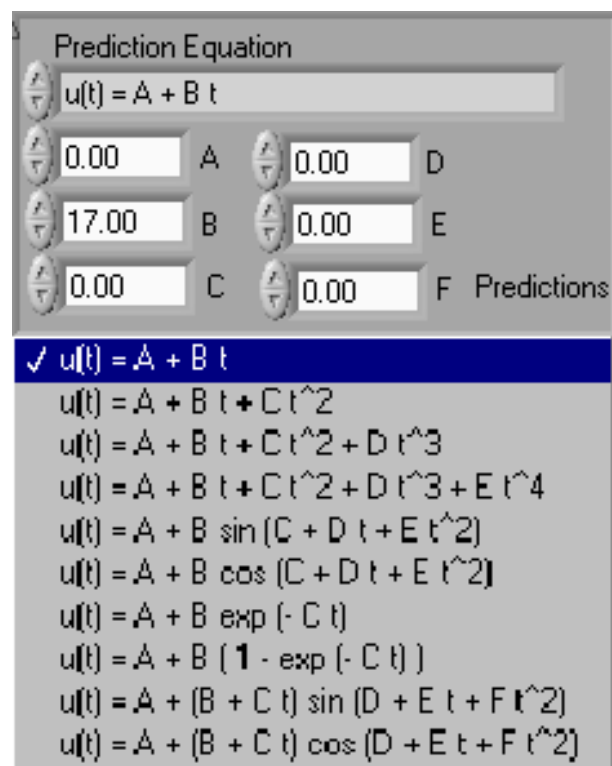 Prediction Equation
u(t) = A + B t
0.00 A 0.00 D
17.00 B 0.00 E
0.00 C 0.00 F Predictions
✓ u(t) = A + B t
u(t) = A + B t + C t^2
u(t) = A + B t + C t^2 + D t^3
u(t) = A + B t + C t^2 + D t^3 + E t^4
u(t) = A + B sin (C + D t + E t^2)
u(t) = A + B cos (C + D t + E t^2)
u(t) = A + B exp (- C t)
u(t) = A + B ( 1 - exp (- C t) )
u(t) = A + (B + C t) sin (D + E t + F t^2)
u(t) = A + (B + C t) cos (D + E t + F t^2)